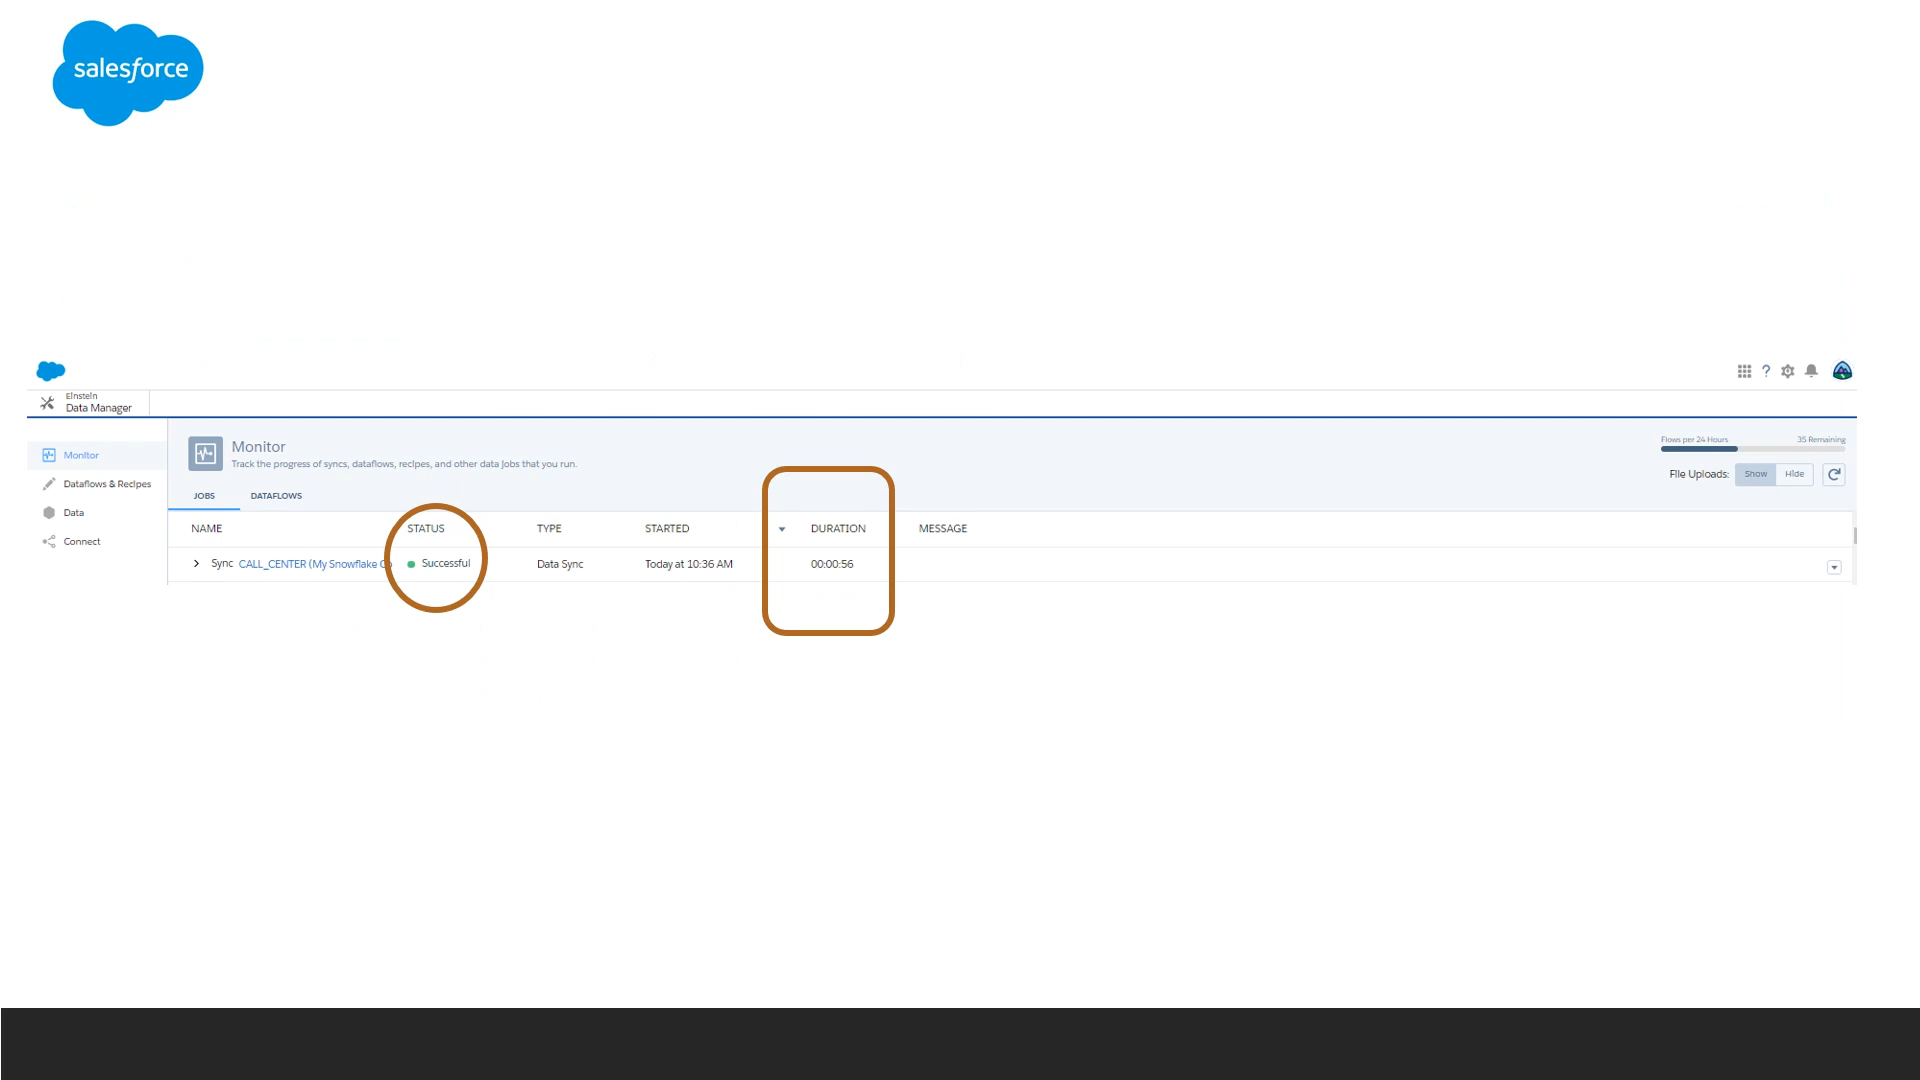 salesforce
Einstein
Data Manager
Monitor
Dataflows & Recipes
Data
Connect
Monitor
Track the progress of syncs, dataflows, recipes, and other data jobs that you run.
Flows per 24 Hours 35 Remaining
File Uploads: Show Hide
JOBS DATAFLOWS
NAME STATUS TYPE STARTED DURATION MESSAGE
Sync CALL_CENTER (My Snowflake Successful Data Sync Today at 10:36 AM 00:00:56